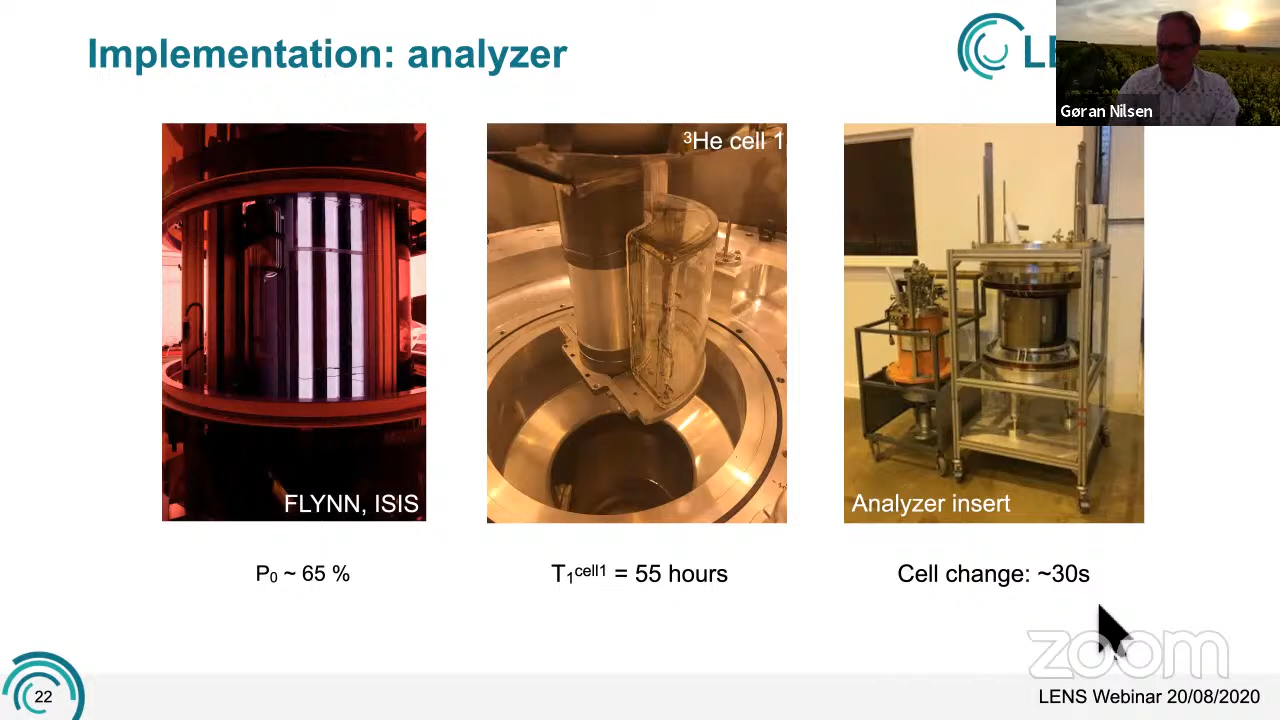 Implementation: analyzer
Gøran Nilsen
³He cell 1
FLYNN, ISIS
Analyzer insert
P₀ ~ 65 %
T₁ᶜᵉˡˡ¹ = 55 hours
Cell change: ~30s
zoom
22
LENS Webinar 20/08/2020